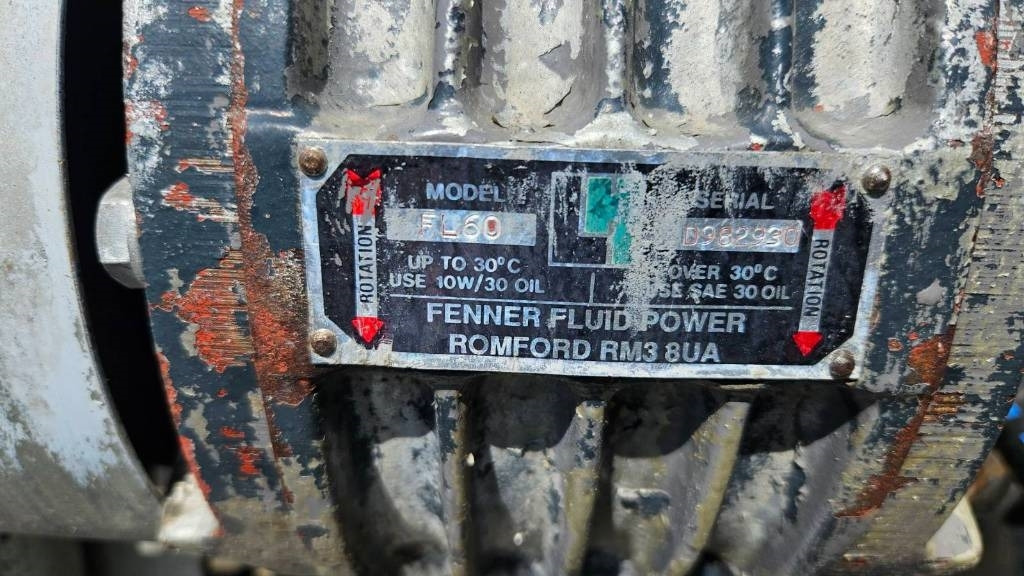 MODEL
SERIAL
FL60
D982930
ROTATION
ROTATION
UP TO 30°C
OVER 30°C
USE 10W/30 OIL
USE SAE 30 OIL
FENNER FLUID POWER
ROMFORD RM3 8UA